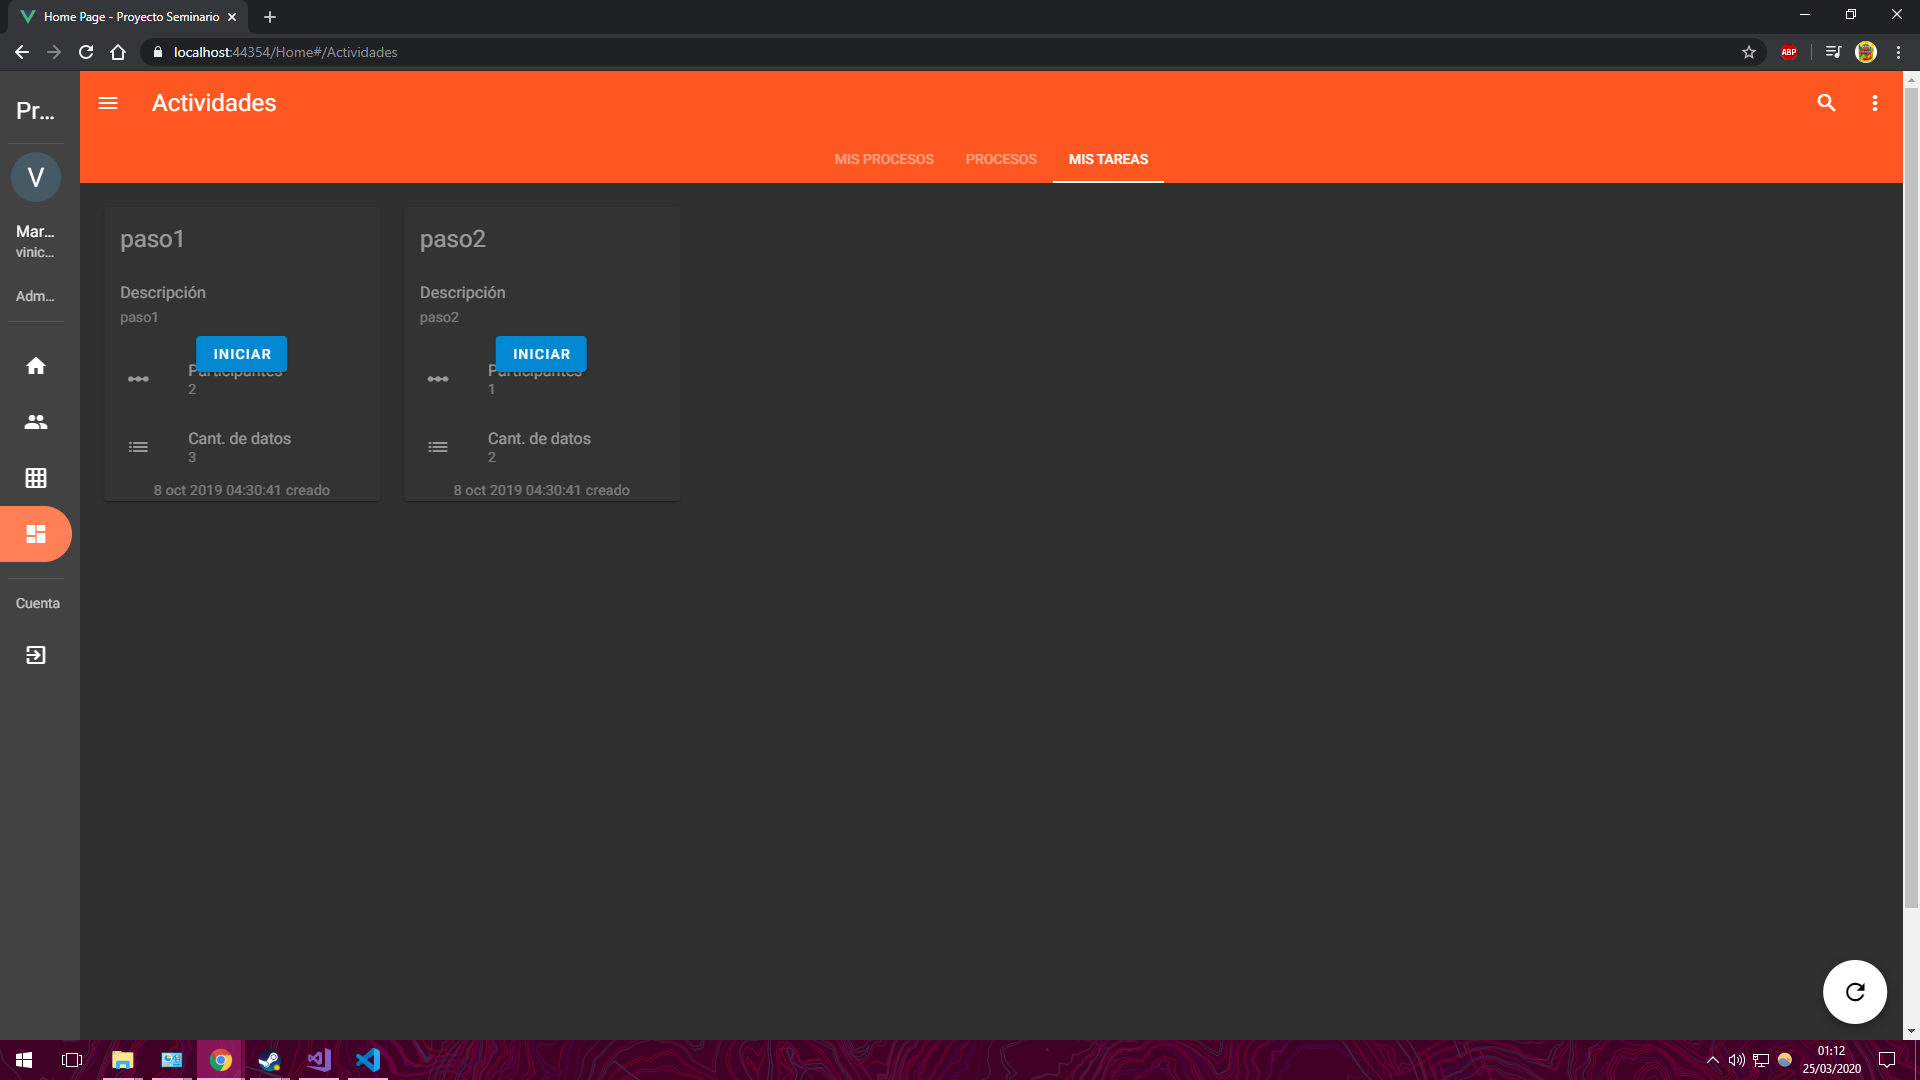 Home Page - Proyecto Seminario
localhost:44354/Home#/Actividades
ABP
Pr...
Actividades
MIS PROCESOS
PROCESOS
MIS TAREAS
V
Mar...
vinic...
Adm...
Cuenta
paso1
Descripción
paso1
INICIAR
Participantes
2
Cant. de datos
3
8 oct 2019 04:30:41 creado
paso2
Descripción
paso2
INICIAR
Participantes
1
Cant. de datos
2
8 oct 2019 04:30:41 creado
01:12
25/03/2020